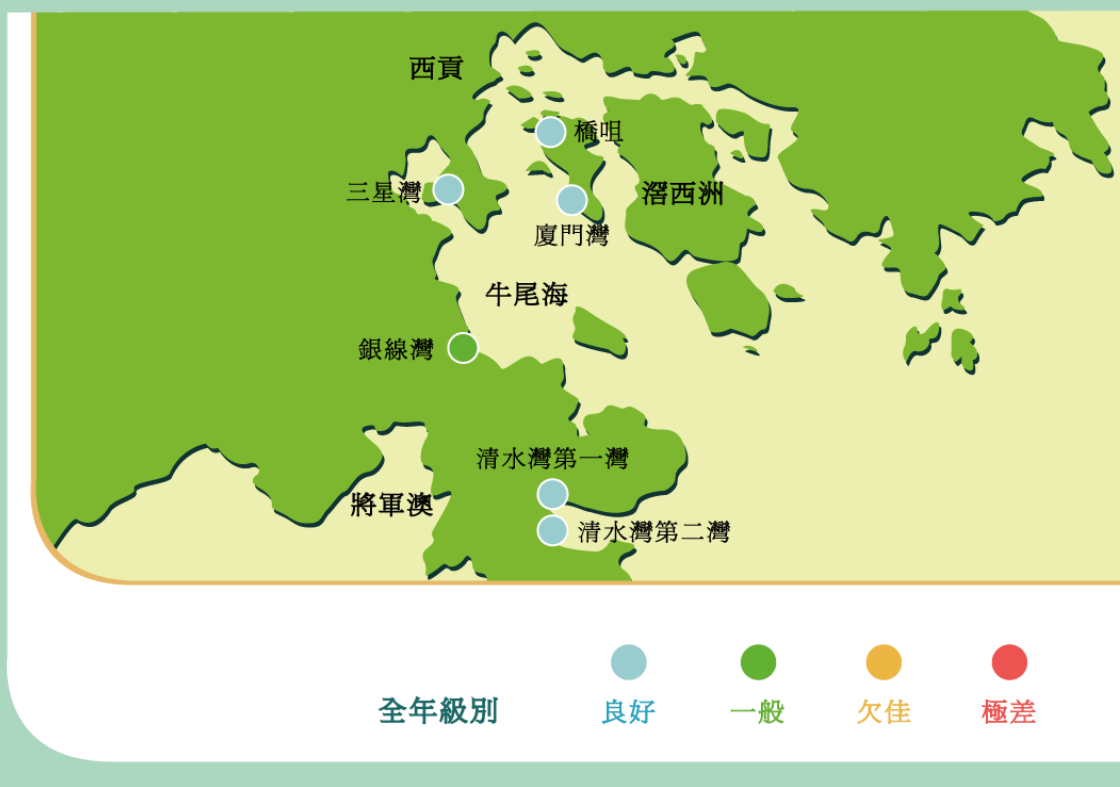 西貢
橋咀
三星灣
滘西洲
廈門灣
牛尾海
銀線灣
清水灣第一灣
將軍澳
清水灣第二灣
全年級別
良好
一般
欠佳
極差